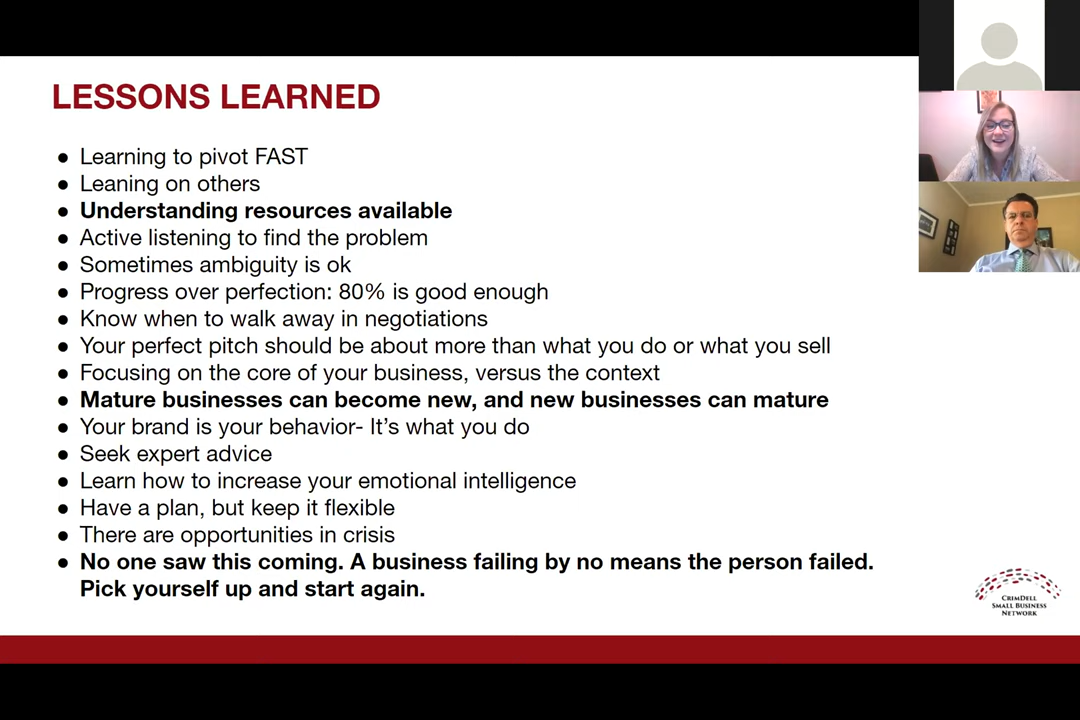 LESSONS LEARNED
● Learning to pivot FAST
● Leaning on others
● Understanding resources available
● Active listening to find the problem
● Sometimes ambiguity is ok
● Progress over perfection: 80% is good enough
● Know when to walk away in negotiations
● Your perfect pitch should be about more than what you do or what you sell
● Focusing on the core of your business, versus the context
● Mature businesses can become new, and new businesses can mature
● Your brand is your behavior- It’s what you do
● Seek expert advice
● Learn how to increase your emotional intelligence
● Have a plan, but keep it flexible
● There are opportunities in crisis
● No one saw this coming. A business failing by no means the person failed.
Pick yourself up and start again.
CRIMDELL
SMALL BUSINESS
NETWORK